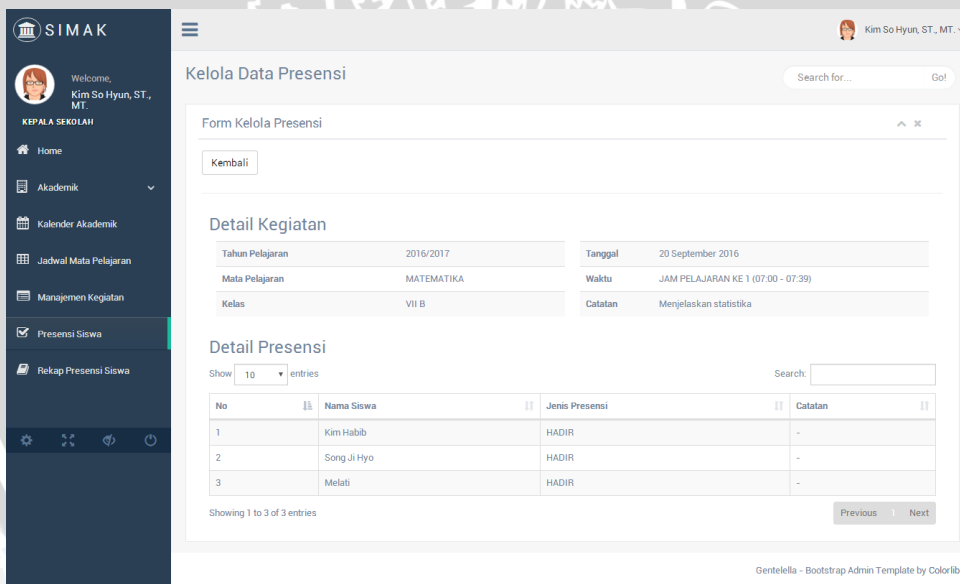 SIMAK
Kim So Hyun, ST., MT.
Welcome,
Kim So Hyun, ST.,
MT.
KEPALA SEKOLAH
Home
Akademik
Kalender Akademik
Jadwal Mata Pelajaran
Manajemen Kegiatan
Presensi Siswa
Rekap Presensi Siswa
Kelola Data Presensi
Search for...
Go!
Form Kelola Presensi
Kembali
Detail Kegiatan
Tahun Pelajaran 2016/2017
Mata Pelajaran MATEMATIKA
Kelas VII B
Tanggal 20 September 2016
Waktu JAM PELAJARAN KE 1 (07:00 - 07:39)
Catatan Menjelaskan statistika
Detail Presensi
Show 10 entries
Search:
No Nama Siswa Jenis Presensi Catatan
1 Kim Habib HADIR -
2 Song Ji Hyo HADIR -
3 Melati HADIR -
Showing 1 to 3 of 3 entries
Previous 1 Next
Gentelella - Bootstrap Admin Template by Colorlib